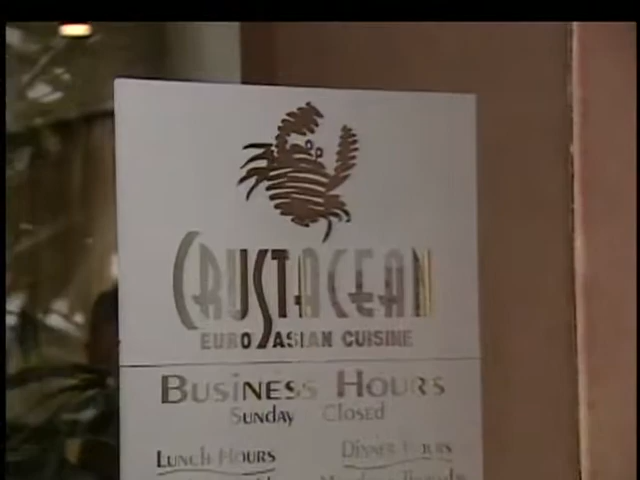 CRUSTACEAN
EURO ASIAN CUISINE
BUSINESS HOURS
SUNDAY CLOSED
LUNCH HOURS DINNER HOURS